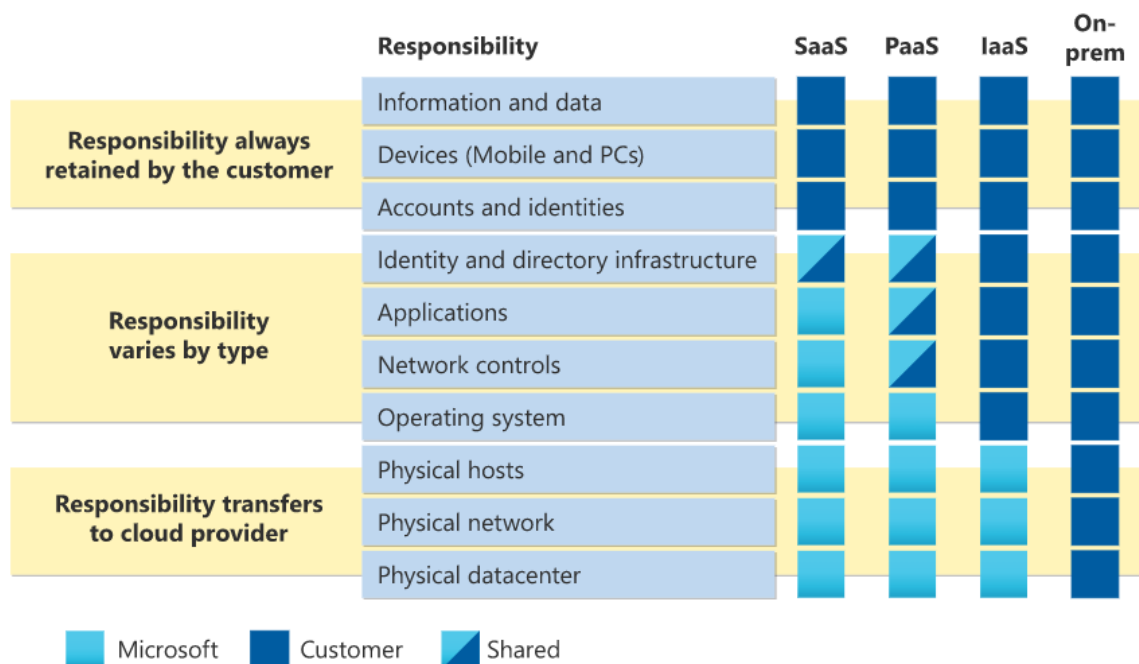 Responsibility SaaS PaaS IaaS On-
prem
Responsibility always
retained by the customer
Information and data
Devices (Mobile and PCs)
Accounts and identities
Responsibility
varies by type
Identity and directory infrastructure
Applications
Network controls
Operating system
Responsibility transfers
to cloud provider
Physical hosts
Physical network
Physical datacenter
Microsoft Customer Shared